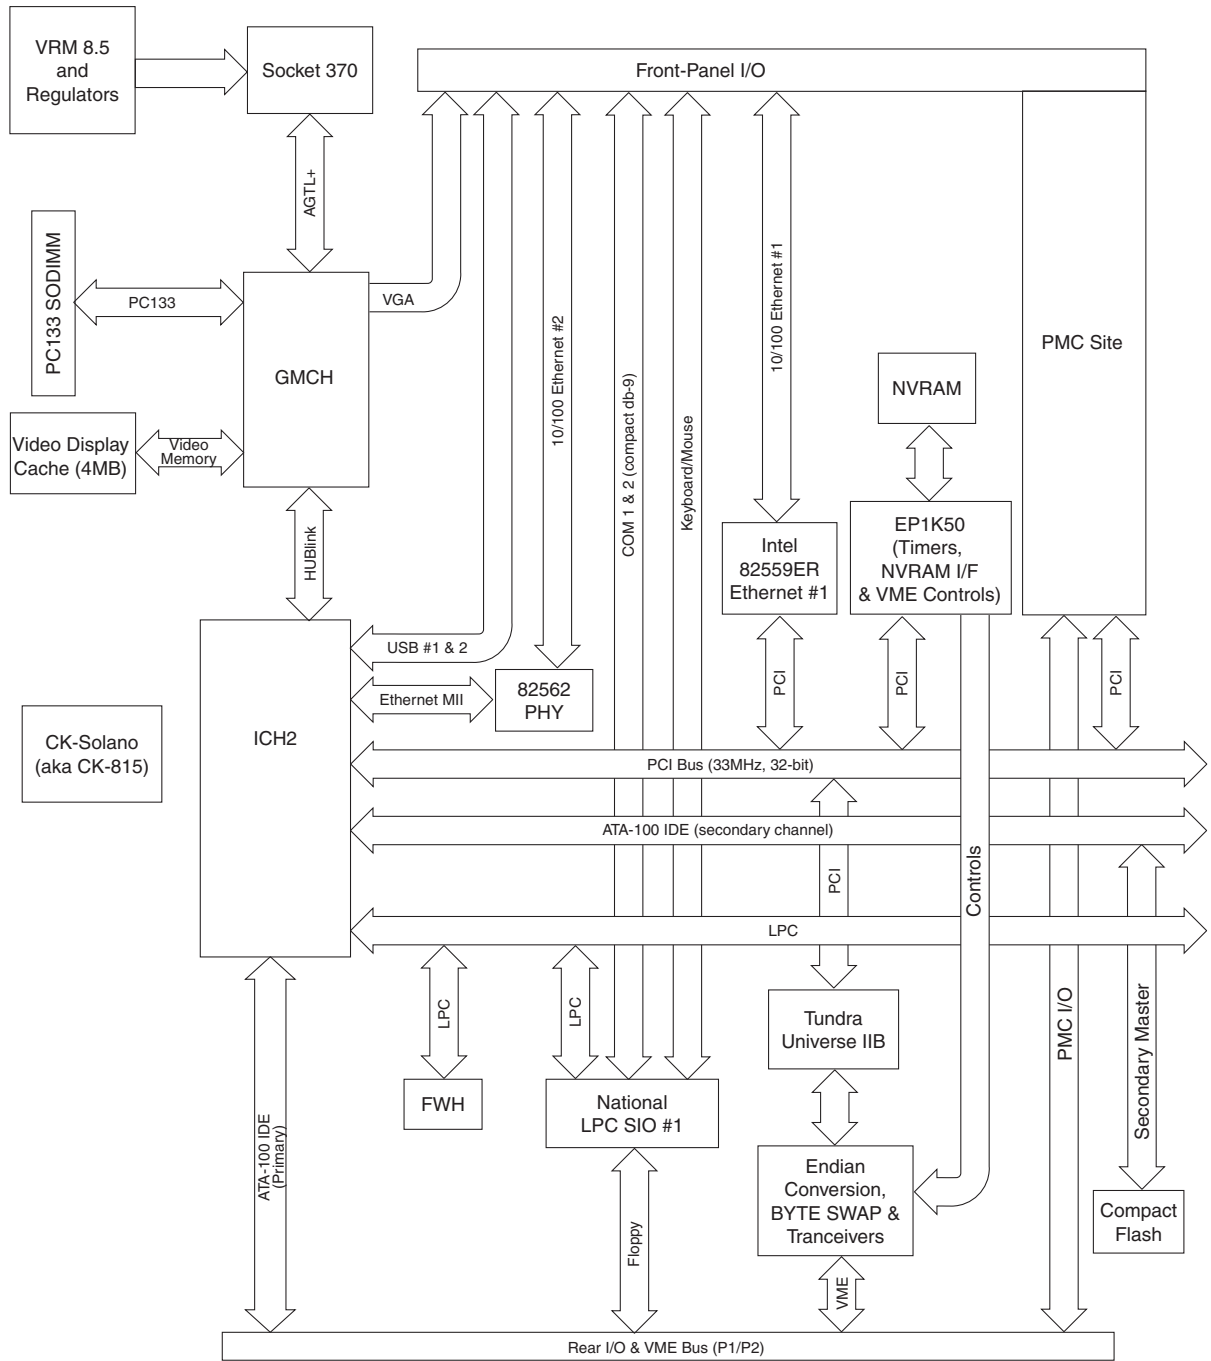 VRM 8.5
and
Regulators
Socket 370
Front-Panel I/O
AGTL+
PC133 SODIMM
PC133
VGA
GMCH
10/100 Ethernet #2
COM 1 & 2 (compact db-9)
Keyboard/Mouse
10/100 Ethernet #1
PMC Site
NVRAM
Video Display
Cache (4MB)
Video
Memory
HUBlink
Intel
82559ER
Ethernet #1
EP1K50
(Timers,
NVRAM I/F
& VME Controls)
USB #1 & 2
Ethernet MII
82562
PHY
PCI
PCI
PCI
CK-Solano
(aka CK-815)
ICH2
PCI Bus (33MHz, 32-bit)
ATA-100 IDE (secondary channel)
PCI
Controls
LPC
LPC
LPC
Tundra
Universe IIB
PMC I/O
Secondary Master
FWH
National
LPC SIO #1
ATA-100 IDE
(Primary)
Endian
Conversion,
BYTE SWAP &
Tranceivers
Compact
Flash
Floppy
VME
Rear I/O & VME Bus (P1/P2)